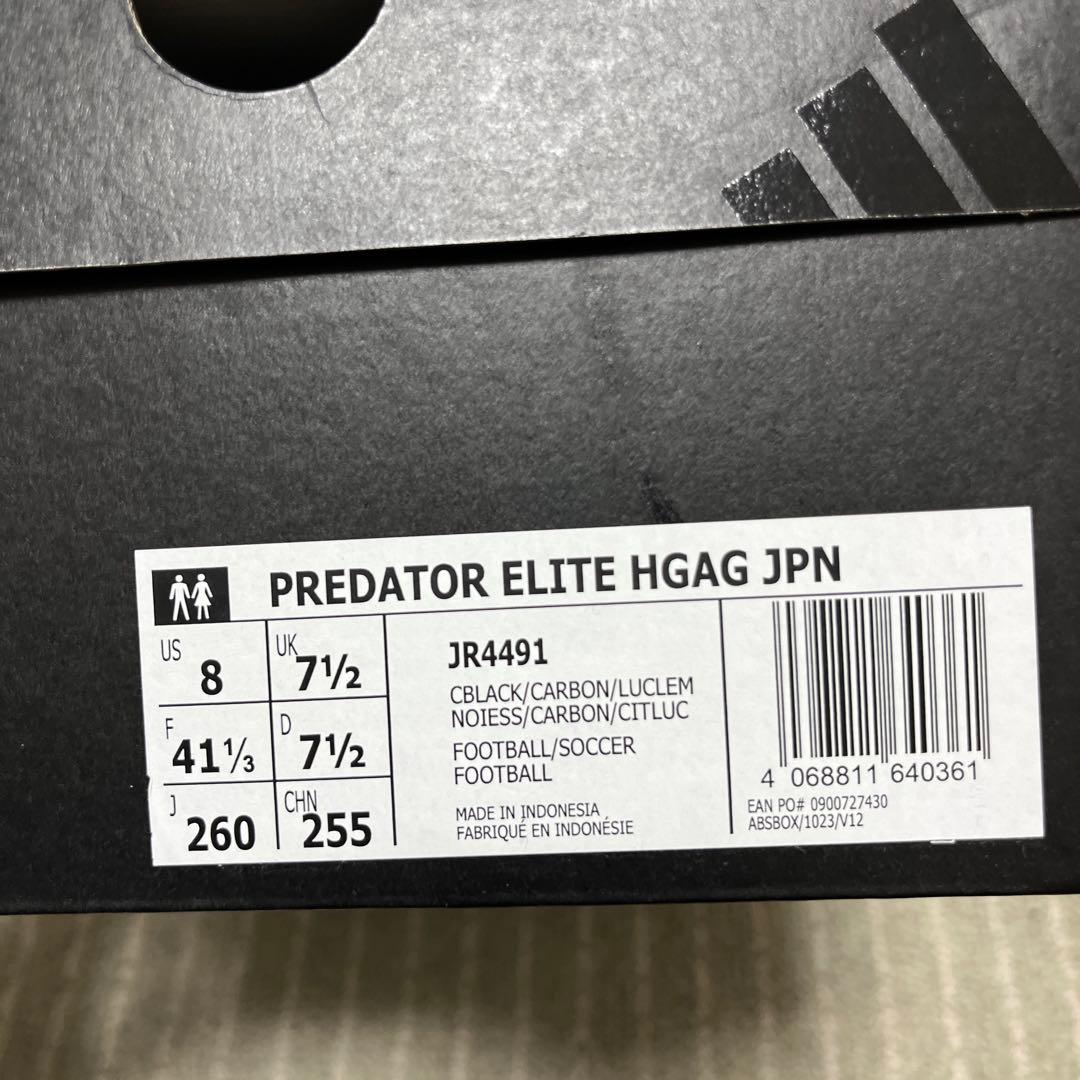 PREDATOR ELITE HGAG JPN
US 8
UK 7½
F 41⅓
D 7½
J 260
CHN 255
JR4491
CBLACK/CARBON/LUCLEM
NOIESS/CARBON/CITLUC
FOOTBALL/SOCCER
FOOTBALL
MADE IN INDONESIA
FABRIQUÉ EN INDONÉSIE
4 068811 640361
EAN PO# 0900727430
ABSBOX/1023/V12